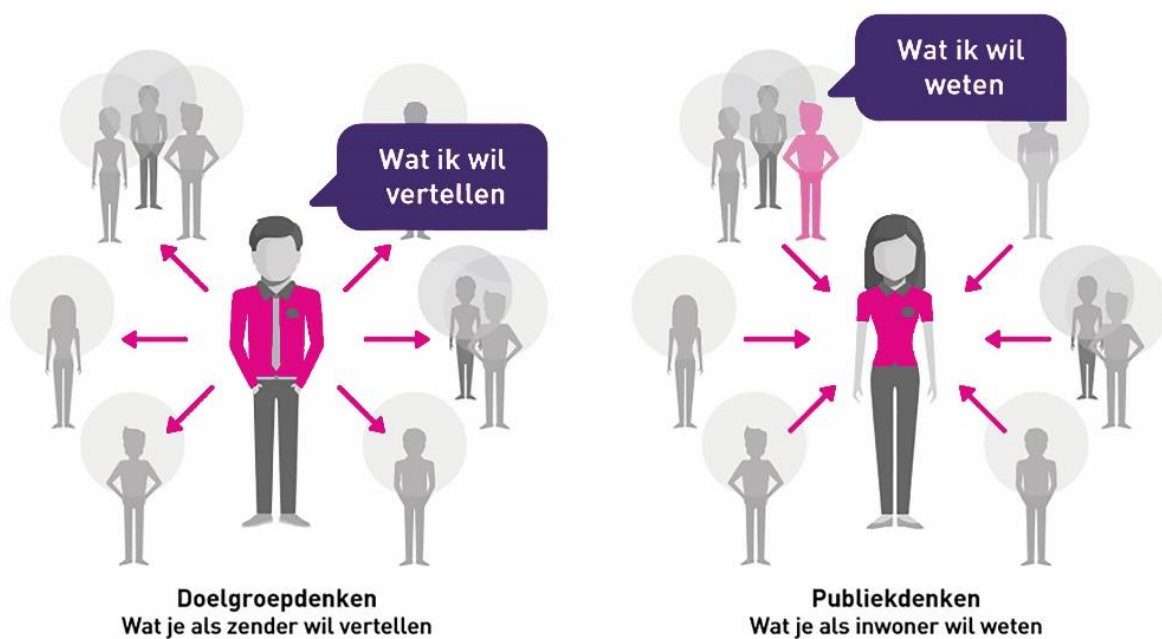 Wat ik wil
vertellen
Wat ik wil
weten
Doelgroepdenken
Wat je als zender wil vertellen
Publiekdenken
Wat je als inwoner wil weten